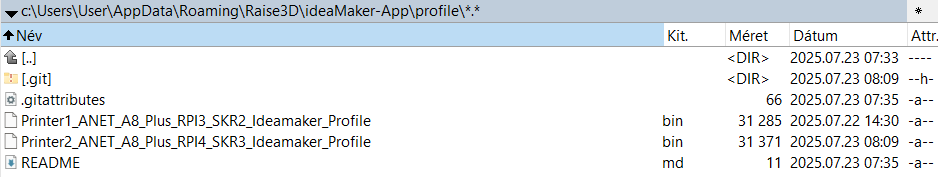 c:\Users\User\AppData\Roaming\Raise3D\ideaMaker-App\profile\*.* *
Név Kit. Méret Dátum Attr.
[..] <DIR> 2025.07.23 07:33 ----
[.git] <DIR> 2025.07.23 08:09 --h-
.gitattributes 66 2025.07.23 07:35 -a--
Printer1_ANET_A8_Plus_RPI3_SKR2_Ideamaker_Profile bin 31 285 2025.07.22 14:30 -a--
Printer2_ANET_A8_Plus_RPI4_SKR3_Ideamaker_Profile bin 31 371 2025.07.23 08:09 -a--
README md 11 2025.07.23 07:35 -a--